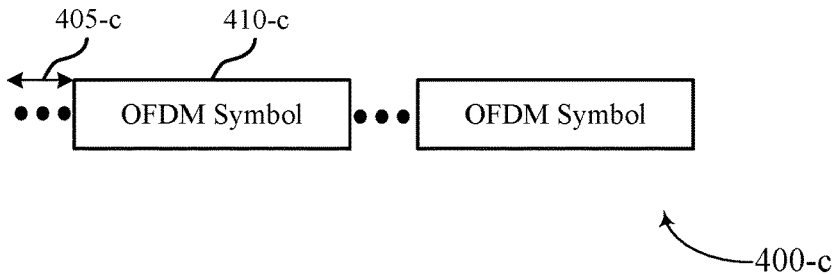 405-c
410-c
OFDM Symbol
OFDM Symbol
400-c